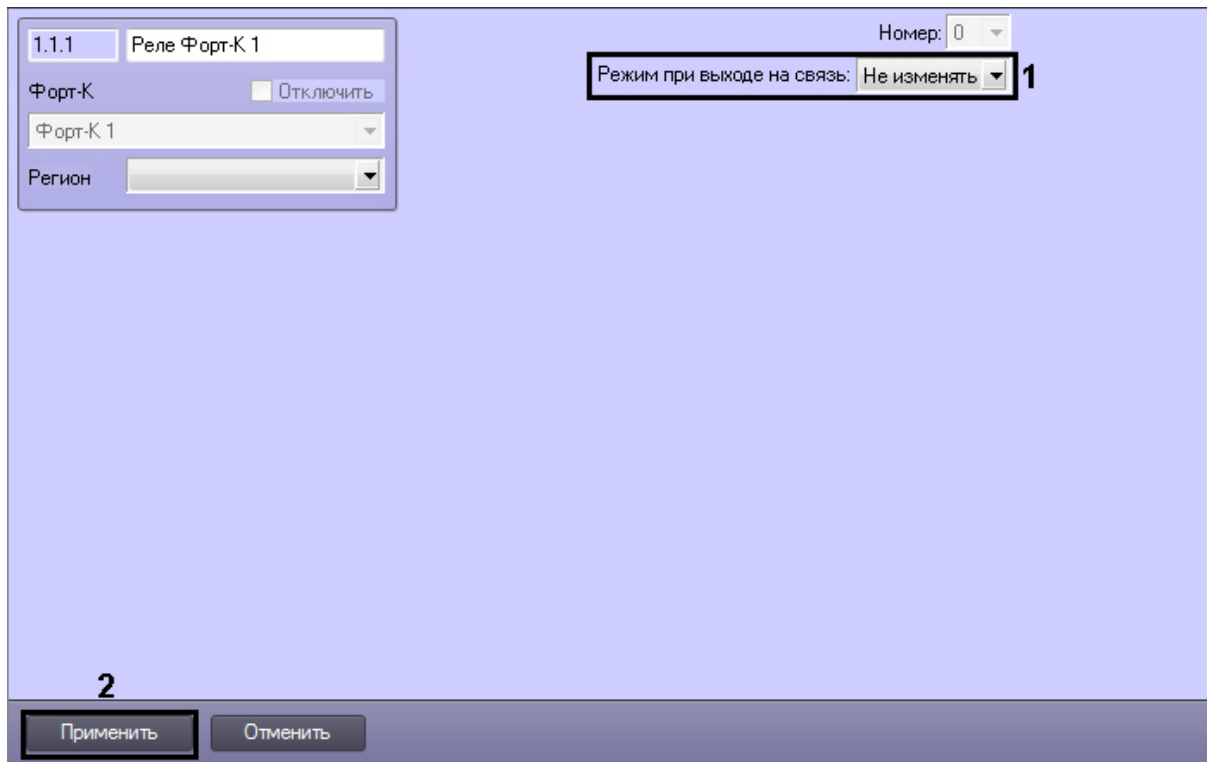 1.1.1 Реле Форт-К 1
Форт-К Отключить
Форт-К 1
Регион
Номер: 0
Режим при выходе на связь: Не изменять 1
2
Применить Отменить